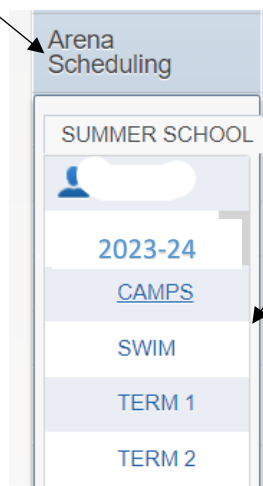 Arena
Scheduling
SUMMER SCHOOL
2023-24
CAMPS
SWIM
TERM 1
TERM 2